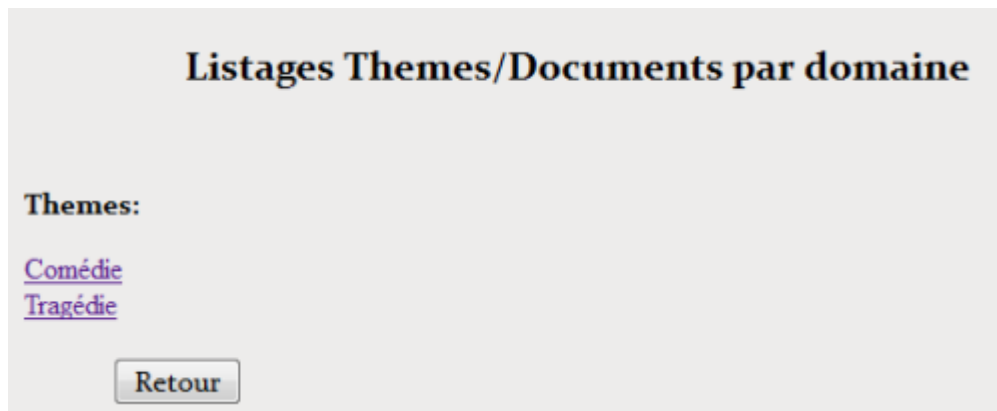 Listages Themes/Documents par domaine
Themes:
Comédie
Tragédie
Retour